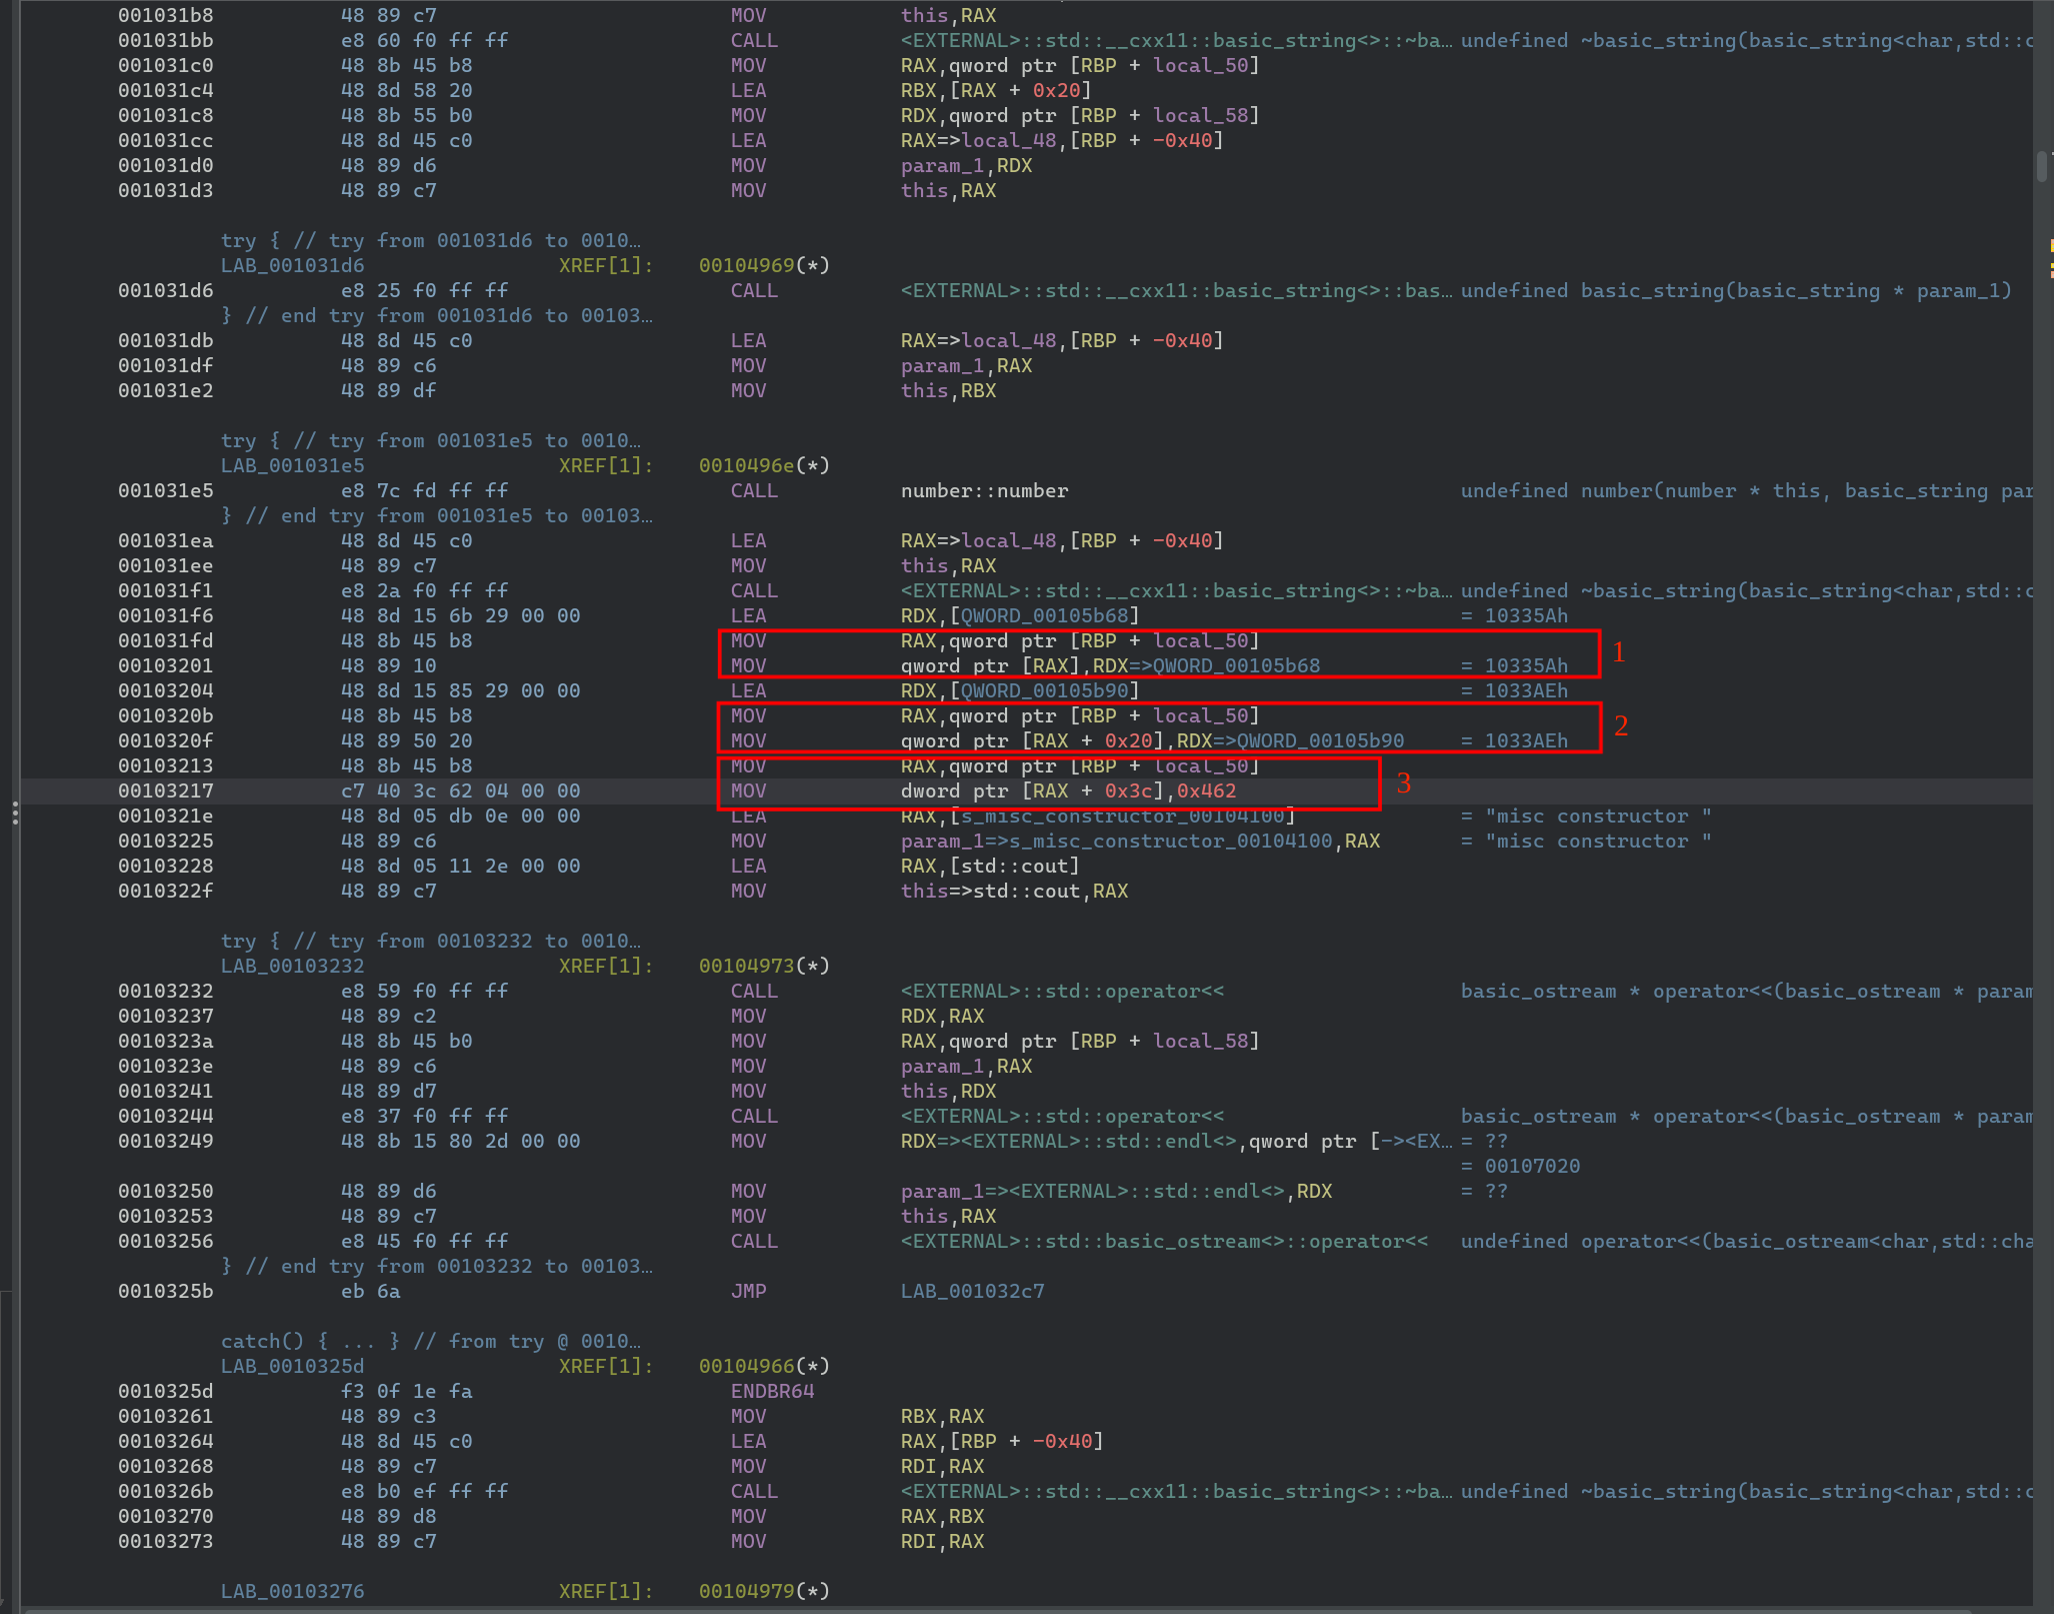 001031b8 48 89 c7 MOV this,RAX
001031bb e8 60 f0 ff ff CALL <EXTERNAL>::std::__cxx11::basic_string<>::~ba… undefined ~basic_string(basic_string<char,std::c
001031c0 48 8b 45 b8 MOV RAX,qword ptr [RBP + local_50]
001031c4 48 8d 58 20 LEA RBX,[RAX + 0x20]
001031c8 48 8b 55 b0 MOV RDX,qword ptr [RBP + local_58]
001031cc 48 8d 45 c0 LEA RAX=>local_48,[RBP + -0x40]
001031d0 48 89 d6 MOV param_1,RDX
001031d3 48 89 c7 MOV this,RAX
try { // try from 001031d6 to 0010…
LAB_001031d6 XREF[1]: 00104969(*)
001031d6 e8 25 f0 ff ff CALL <EXTERNAL>::std::__cxx11::basic_string<>::bas… undefined basic_string(basic_string * param_1)
} // end try from 001031d6 to 00103…
001031db 48 8d 45 c0 LEA RAX=>local_48,[RBP + -0x40]
001031df 48 89 c6 MOV param_1,RAX
001031e2 48 89 df MOV this,RBX
try { // try from 001031e5 to 0010…
LAB_001031e5 XREF[1]: 0010496e(*)
001031e5 e8 7c fd ff ff CALL number::number undefined number(number * this, basic_string par
} // end try from 001031e5 to 00103…
001031ea 48 8d 45 c0 LEA RAX=>local_48,[RBP + -0x40]
001031ee 48 89 c7 MOV this,RAX
001031f1 e8 2a f0 ff ff CALL <EXTERNAL>::std::__cxx11::basic_string<>::~ba… undefined ~basic_string(basic_string<char,std::c
001031f6 48 8d 15 6b 29 00 00 LEA RDX,[QWORD_00105b68] = 10335Ah
001031fd 48 8b 45 b8 MOV RAX,qword ptr [RBP + local_50] 1
00103201 48 89 10 MOV qword ptr [RAX],RDX=>QWORD_00105b68 = 10335Ah
00103204 48 8d 15 85 29 00 00 LEA RDX,[QWORD_00105b90] = 1033AEh
0010320b 48 8b 45 b8 MOV RAX,qword ptr [RBP + local_50] 2
0010320f 48 89 50 20 MOV qword ptr [RAX + 0x20],RDX=>QWORD_00105b90 = 1033AEh
00103213 48 8b 45 b8 MOV RAX,qword ptr [RBP + local_50] 3
00103217 c7 40 3c 62 04 00 00 MOV dword ptr [RAX + 0x3c],0x462
0010321e 48 8d 05 db 0e 00 00 LEA RAX,[s_misc_constructor_00104100] = "misc constructor "
00103225 48 89 c6 MOV param_1=>s_misc_constructor_00104100,RAX = "misc constructor "
00103228 48 8d 05 11 2e 00 00 LEA RAX,[std::cout]
0010322f 48 89 c7 MOV this=>std::cout,RAX
try { // try from 00103232 to 0010…
LAB_00103232 XREF[1]: 00104973(*)
00103232 e8 59 f0 ff ff CALL <EXTERNAL>::std::operator<< basic_ostream * operator<<(basic_ostream * param
00103237 48 89 c2 MOV RDX,RAX
0010323a 48 8b 45 b0 MOV RAX,qword ptr [RBP + local_58]
0010323e 48 89 c6 MOV param_1,RAX
00103241 48 89 d7 MOV this,RDX
00103244 e8 37 f0 ff ff CALL <EXTERNAL>::std::operator<< basic_ostream * operator<<(basic_ostream * param
00103249 48 8b 15 80 2d 00 00 MOV RDX=><EXTERNAL>::std::endl<>,qword ptr [-><EX… = ??
= 00107020
00103250 48 89 d6 MOV param_1=><EXTERNAL>::std::endl<>,RDX = ??
00103253 48 89 c7 MOV this,RAX
00103256 e8 45 f0 ff ff CALL <EXTERNAL>::std::basic_ostream<>::operator<< undefined operator<<(basic_ostream<char,std::cha
} // end try from 00103232 to 00103…
0010325b eb 6a JMP LAB_001032c7
catch() { ... } // from try @ 0010…
LAB_0010325d XREF[1]: 00104966(*)
0010325d f3 0f 1e fa ENDBR64
00103261 48 89 c3 MOV RBX,RAX
00103264 48 8d 45 c0 LEA RAX,[RBP + -0x40]
00103268 48 89 c7 MOV RDI,RAX
0010326b e8 b0 ef ff ff CALL <EXTERNAL>::std::__cxx11::basic_string<>::~ba… undefined ~basic_string(basic_string<char,std::c
00103270 48 89 d8 MOV RAX,RBX
00103273 48 89 c7 MOV RDI,RAX
LAB_00103276 XREF[1]: 00104979(*)